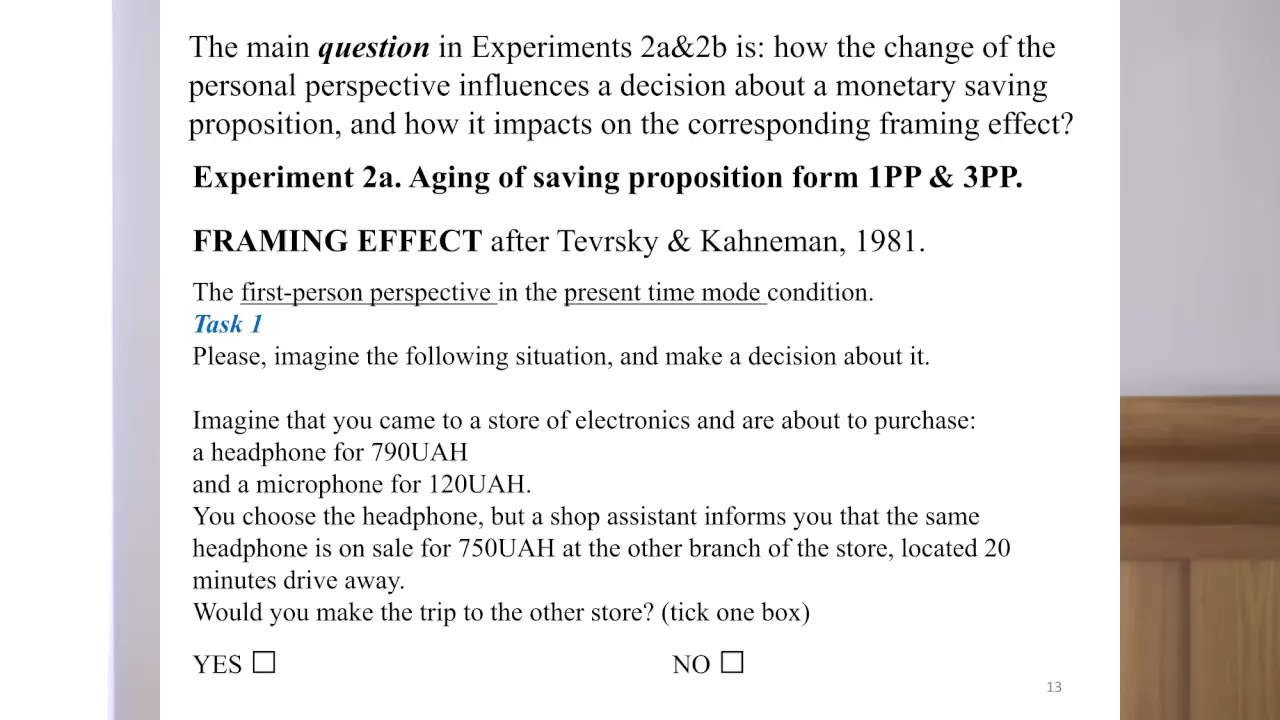 The main question in Experiments 2a&2b is: how the change of the
personal perspective influences a decision about a monetary saving
proposition, and how it impacts on the corresponding framing effect?
Experiment 2a. Aging of saving proposition form 1PP & 3PP.
FRAMING EFFECT after Tevrsky & Kahneman, 1981.
The first-person perspective in the present time mode condition.
Task 1
Please, imagine the following situation, and make a decision about it.
Imagine that you came to a store of electronics and are about to purchase:
a headphone for 790UAH
and a microphone for 120UAH.
You choose the headphone, but a shop assistant informs you that the same
headphone is on sale for 750UAH at the other branch of the store, located 20
minutes drive away.
Would you make the trip to the other store? (tick one box)
YES ☐ NO ☐
13